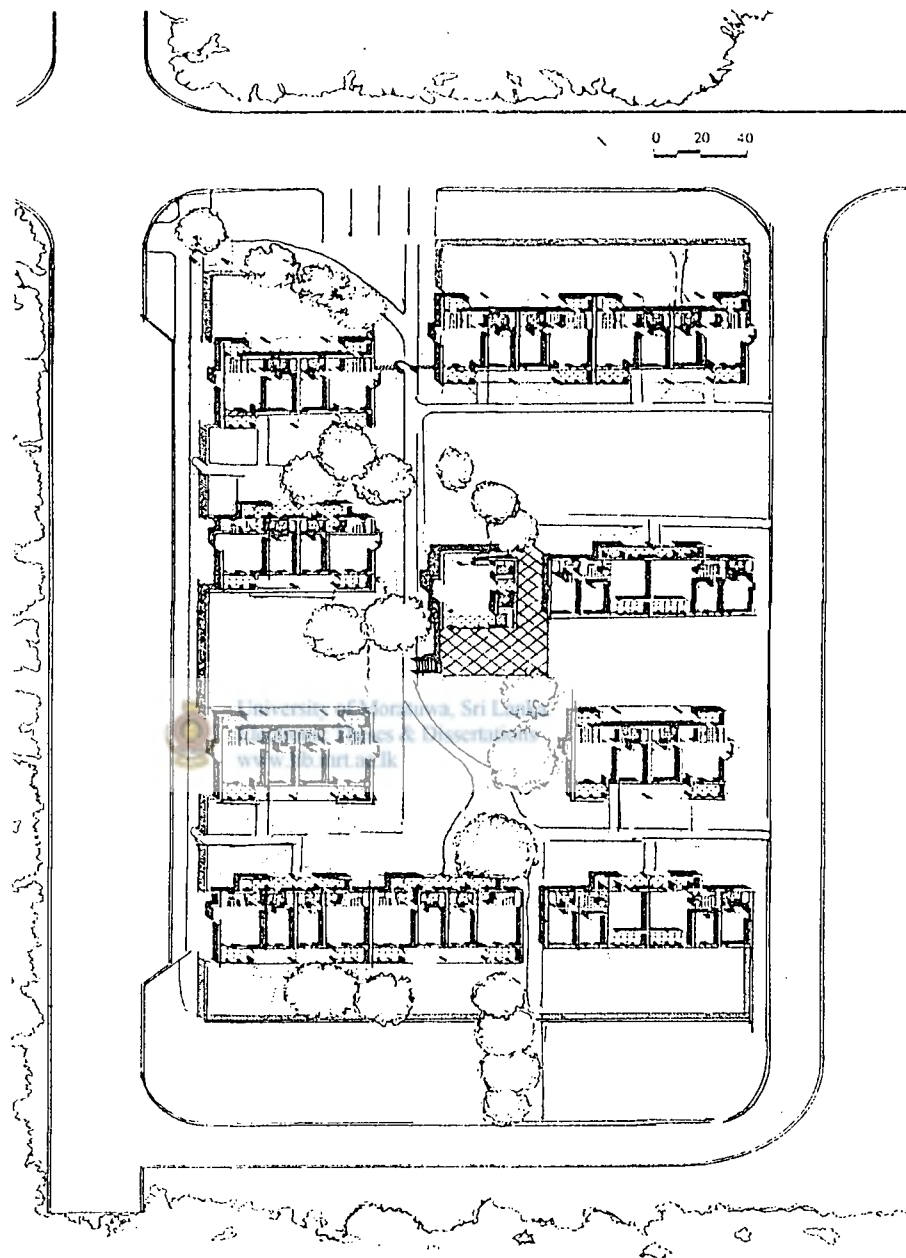 0 20 40
University of Moratuwa, Sri Lanka.
Electronic Theses & Dissertations
www.lib.mrt.ac.lk